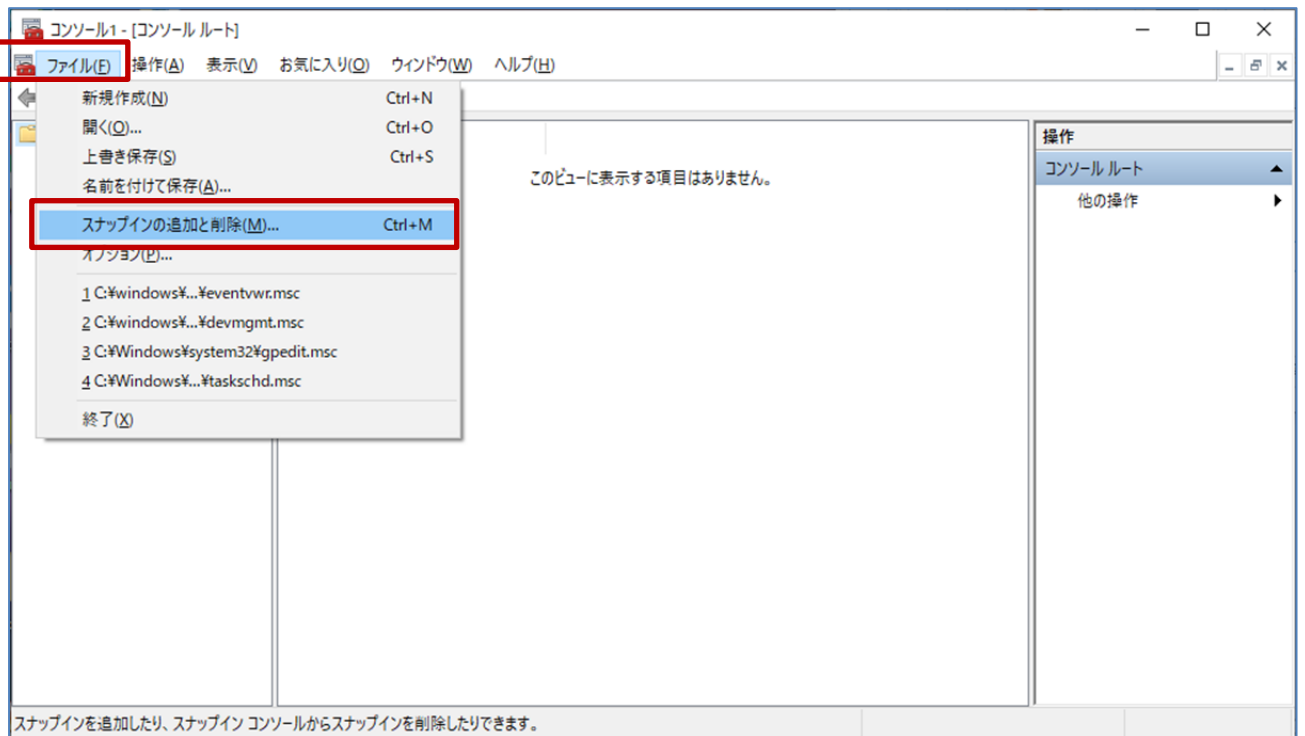 コンソール1 - [コンソール ルート]
ファイル(F) 操作(A) 表示(V) お気に入り(O) ウィンドウ(W) ヘルプ(H)
新規作成(N) Ctrl+N
開く(O)... Ctrl+O
上書き保存(S) Ctrl+S
名前を付けて保存(A)...
スナップインの追加と削除(M)... Ctrl+M
オプション(P)...
1 C:¥windows¥...¥eventvwr.msc
2 C:¥windows¥...¥devmgmt.msc
3 C:¥Windows¥system32¥gpedit.msc
4 C:¥Windows¥...¥taskschd.msc
終了(X)
このビューに表示する項目はありません。
操作
コンソール ルート
他の操作
スナップインを追加したり、スナップイン コンソールからスナップインを削除したりできます。